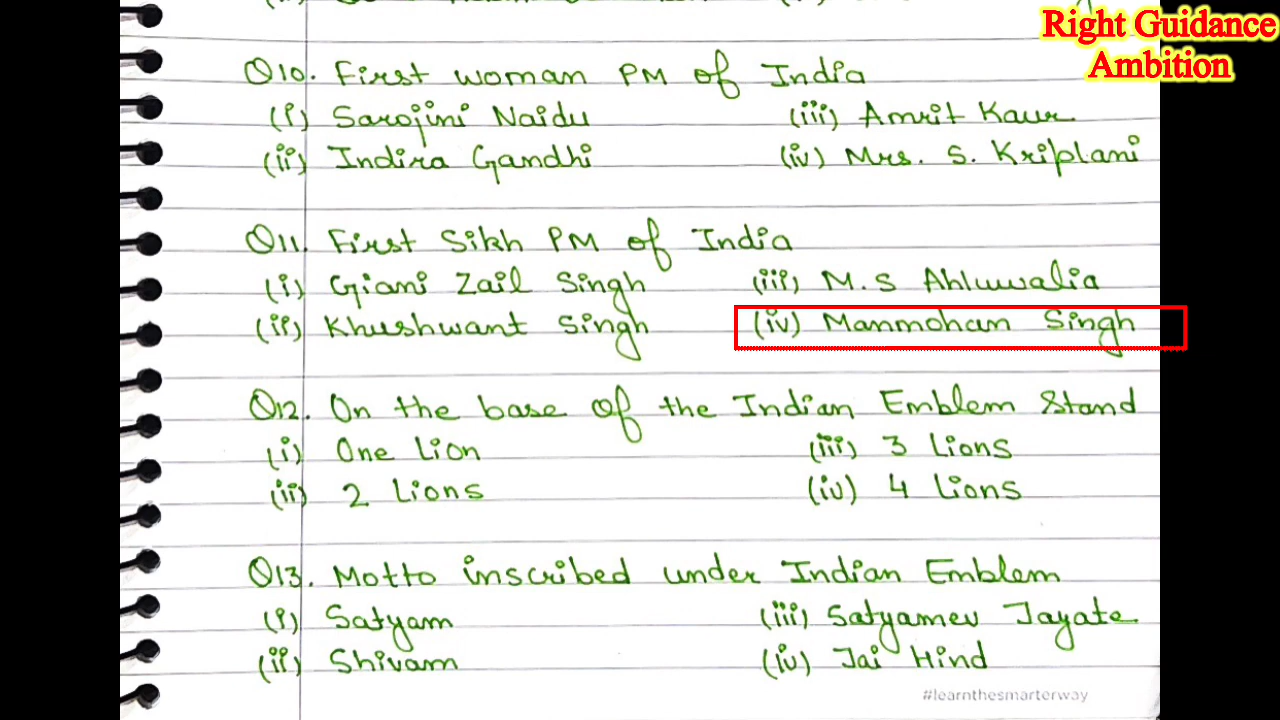 Right Guidance
Ambition
Q10. First woman PM of India
(i) Sarojini Naidu (iii) Amrit Kaur
(ii) Indira Gandhi (iv) Mrs. S. Kriplani
Q11. First Sikh PM of India
(i) Giani Zail Singh (iii) M.S Ahluwalia
(ii) Khushwant Singh (iv) Manmohan Singh
Q12. On the base of the Indian Emblem Stand
(i) One Lion (iii) 3 Lions
(ii) 2 Lions (iv) 4 Lions
Q13. Motto inscribed under Indian Emblem
(i) Satyam (iii) Satyamev Jayate
(ii) Shivam (iv) Jai Hind
#learnthesmarterway